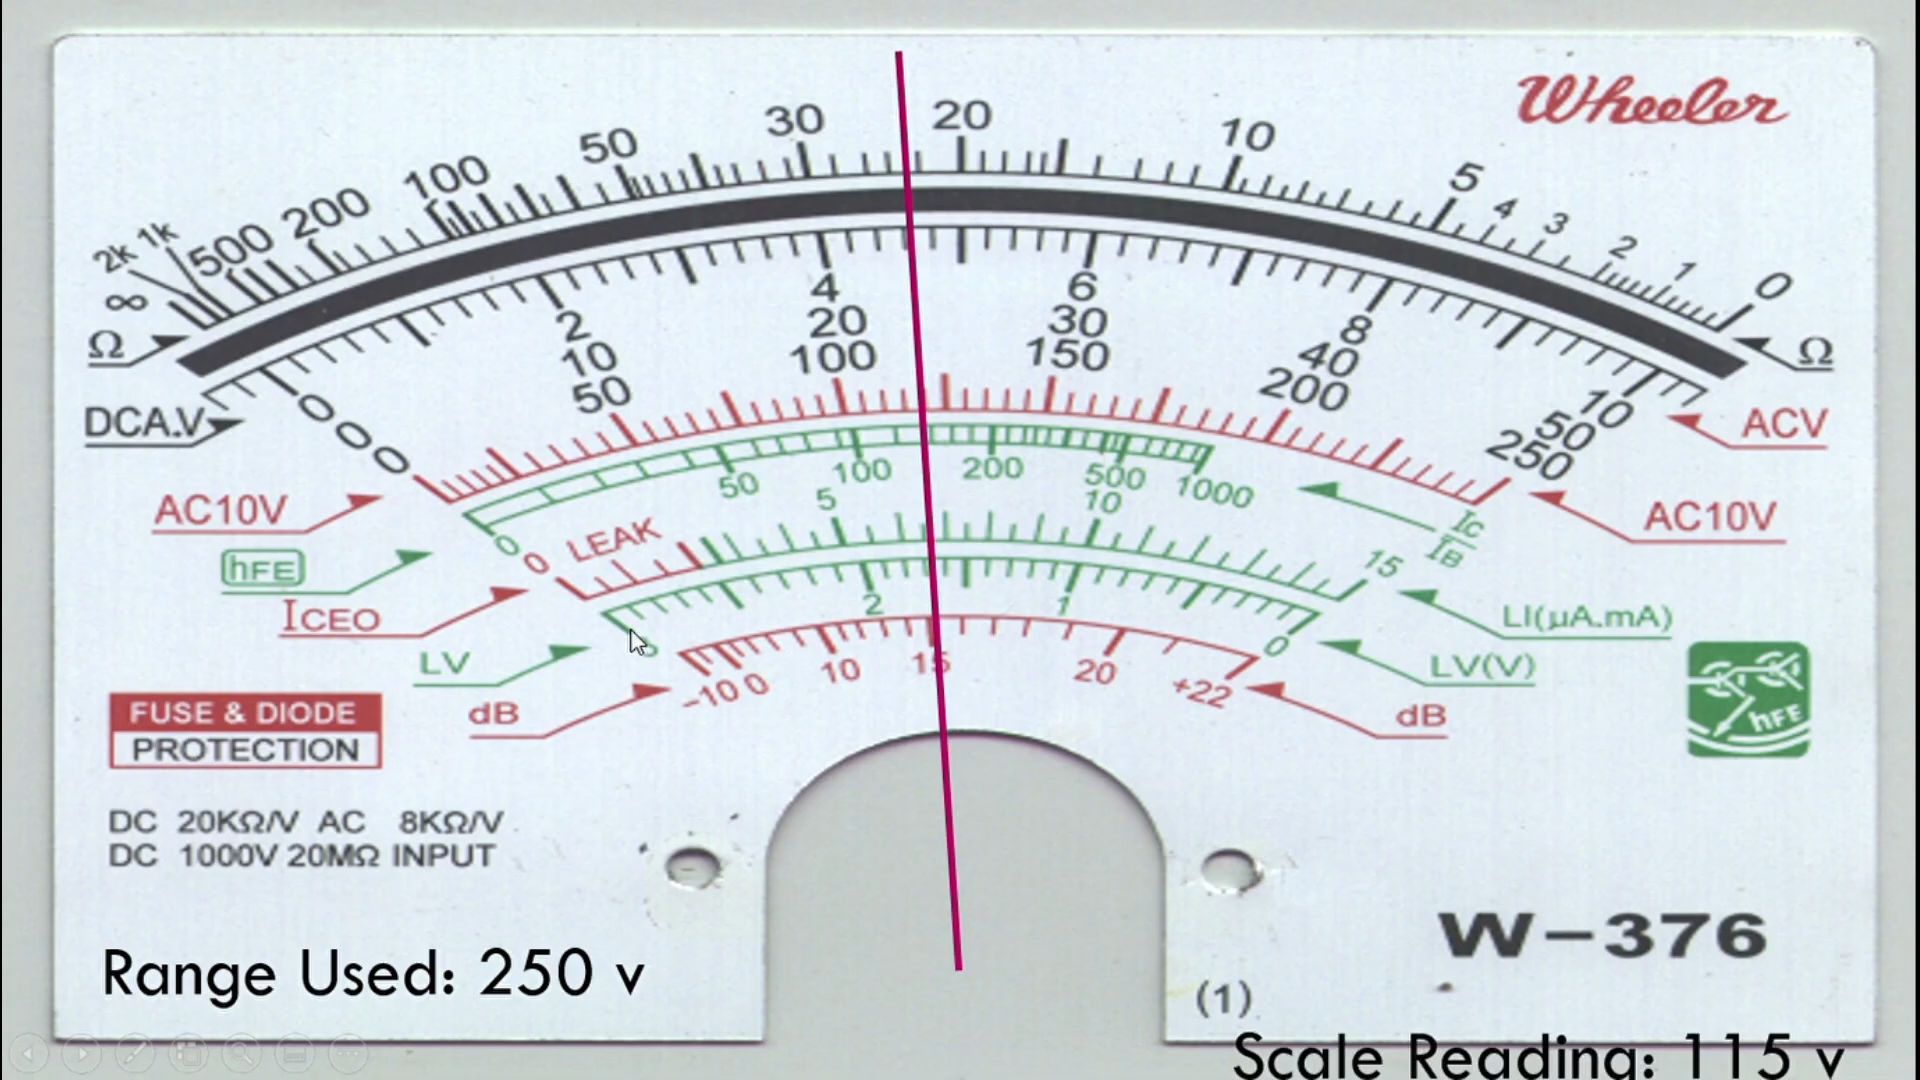 Wheeler
2k 1k 500 200 100 50 30 20 10 5 4 3 2 1 0
∞
Ω Ω
0 2 4 6 8 10
0 10 20 30 40 50
0 50 100 150 200 250
DCA.V ACV
AC10V AC10V
0 50 100 200 500 1000
hFE Ic
IB
0 LEAK 5 10 15
ICEO LI(µA.mA)
2 1 0
LV LV(V)
-10 0 10 15 20 +22
dB dB
FUSE & DIODE
PROTECTION
hFE
DC 20KΩ/V AC 8KΩ/V
DC 1000V 20MΩ INPUT
W-376
Range Used: 250 v
(1)
Scale Reading: 115 v